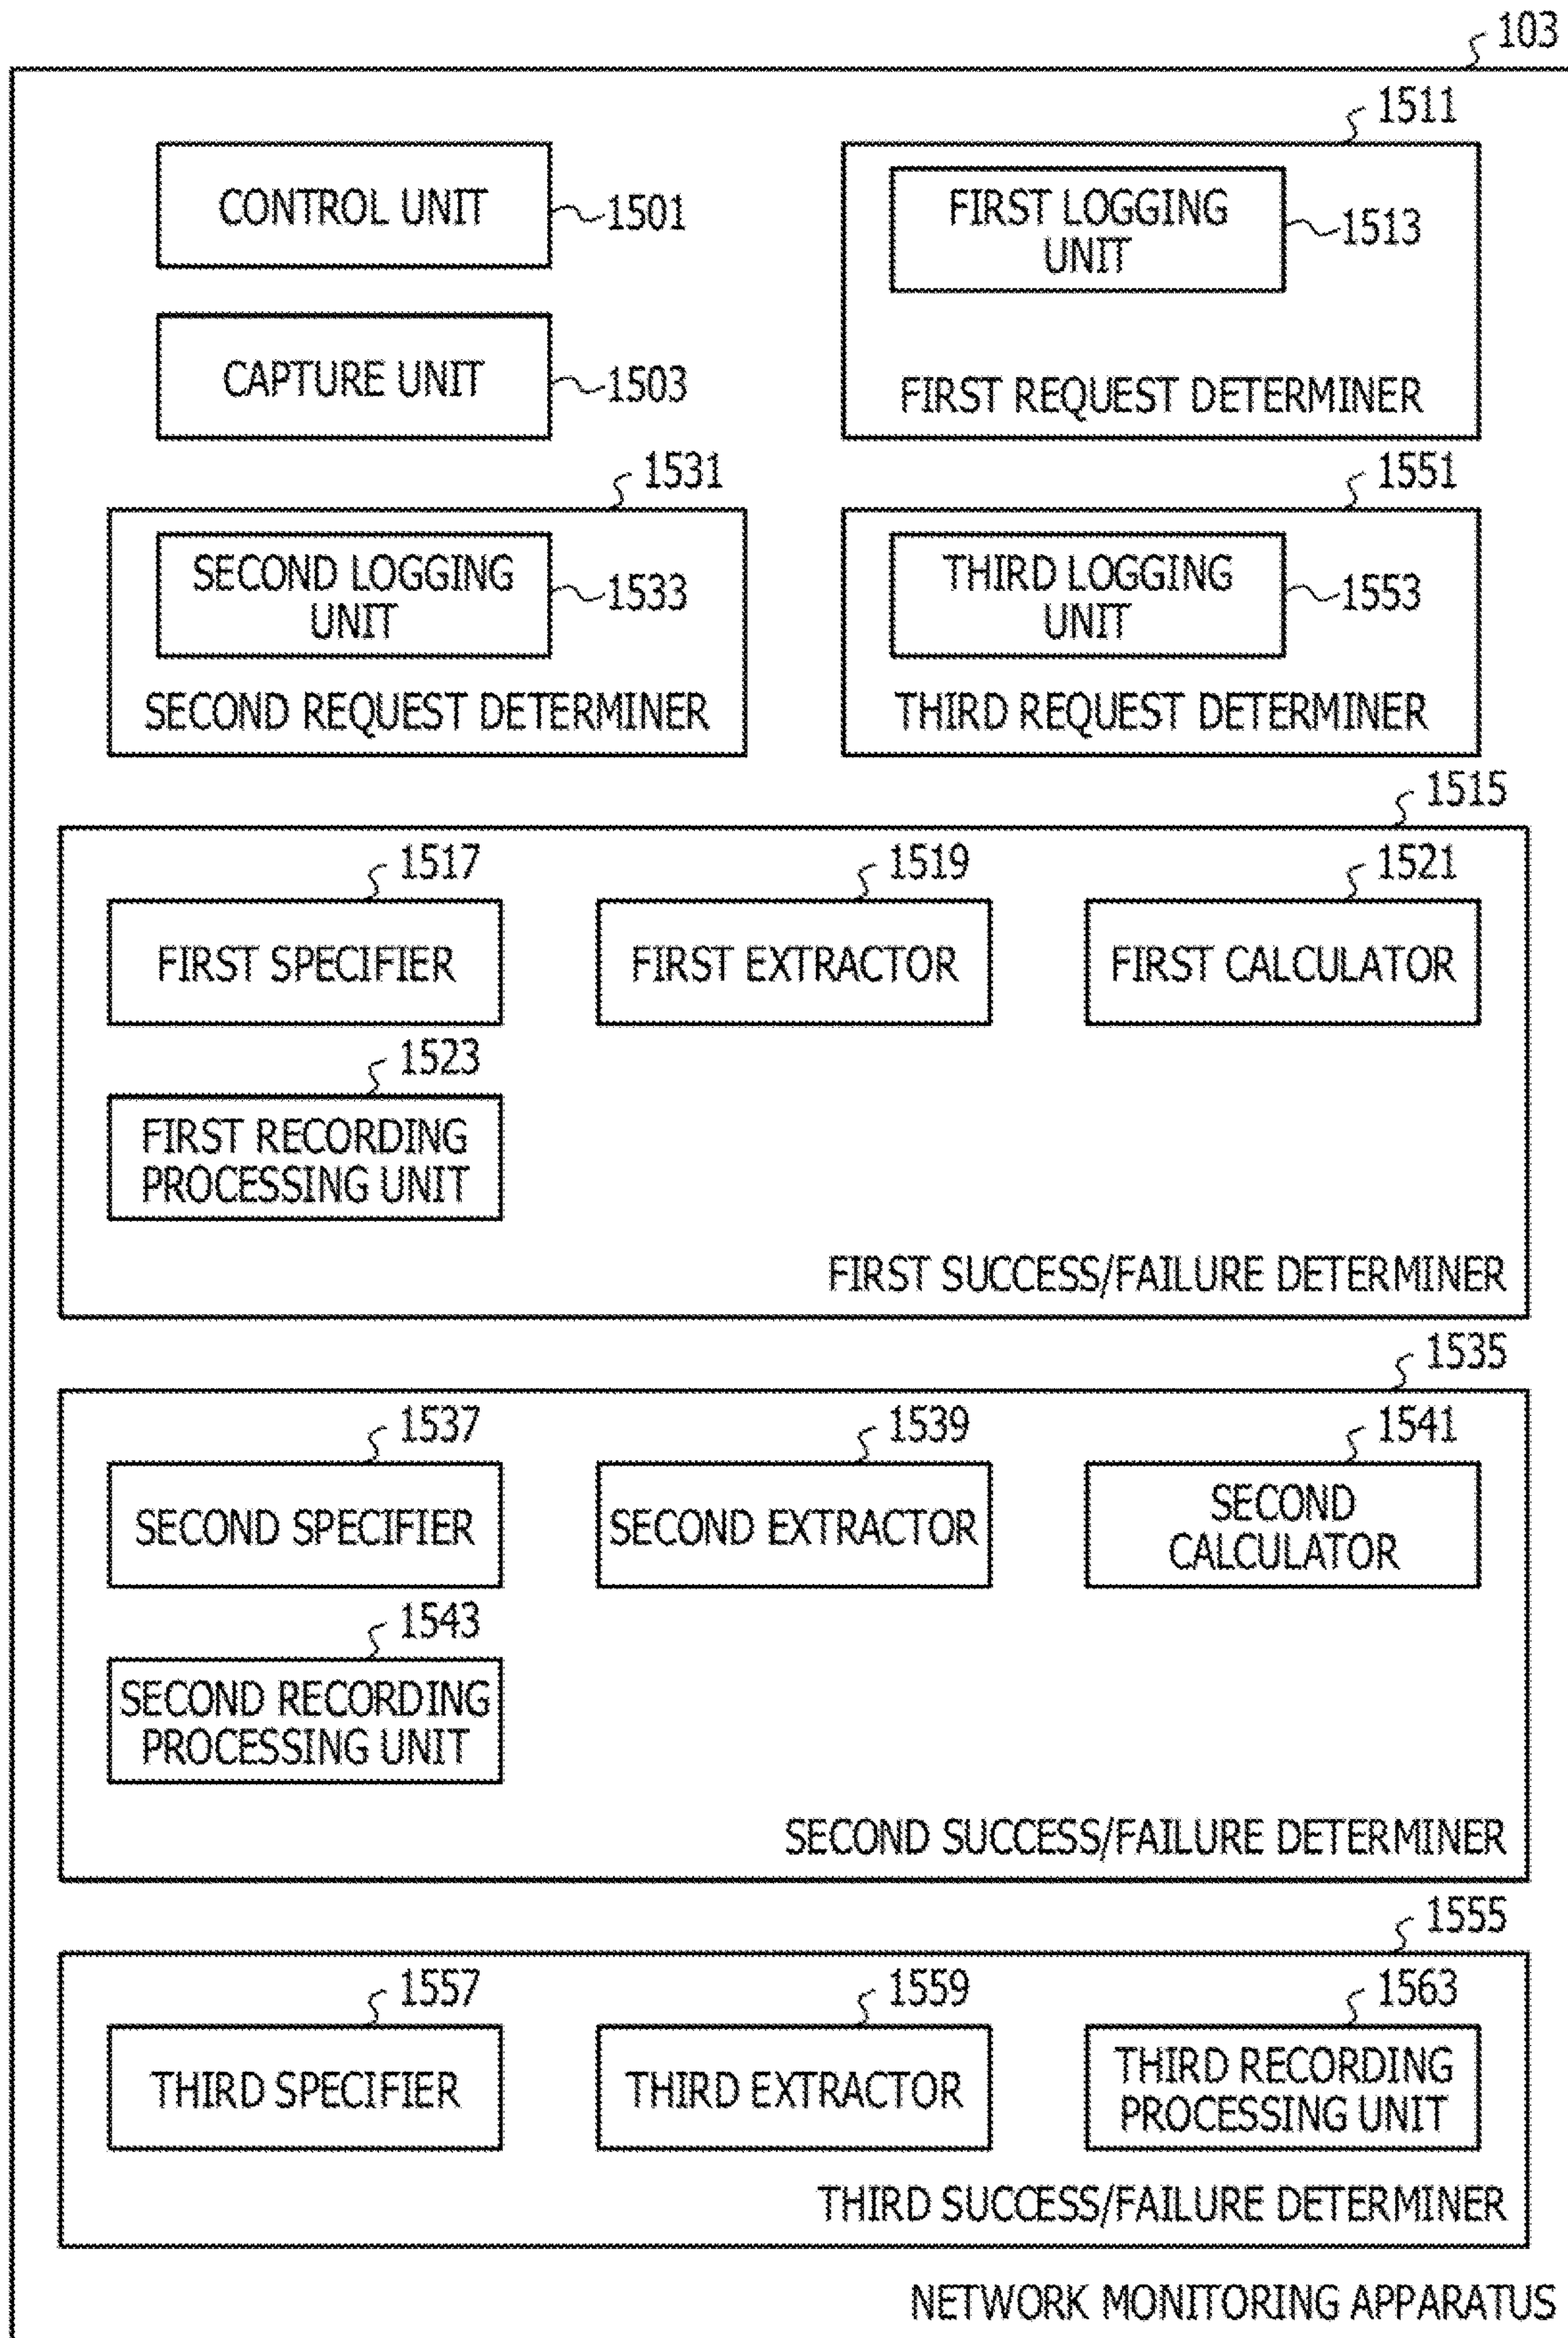 103
1511
CONTROL UNIT
1501
FIRST LOGGING
UNIT
1513
CAPTURE UNIT
1503
FIRST REQUEST DETERMINER
1531
1551
SECOND LOGGING
UNIT
1533
THIRD LOGGING
UNIT
1553
SECOND REQUEST DETERMINER
THIRD REQUEST DETERMINER
1515
1517
1519
1521
FIRST SPECIFIER
FIRST EXTRACTOR
FIRST CALCULATOR
1523
FIRST RECORDING
PROCESSING UNIT
FIRST SUCCESS/FAILURE DETERMINER
1535
1537
1539
1541
SECOND SPECIFIER
SECOND EXTRACTOR
SECOND
CALCULATOR
1543
SECOND RECORDING
PROCESSING UNIT
SECOND SUCCESS/FAILURE DETERMINER
1555
1557
1559
1563
THIRD SPECIFIER
THIRD EXTRACTOR
THIRD RECORDING
PROCESSING UNIT
THIRD SUCCESS/FAILURE DETERMINER
NETWORK MONITORING APPARATUS